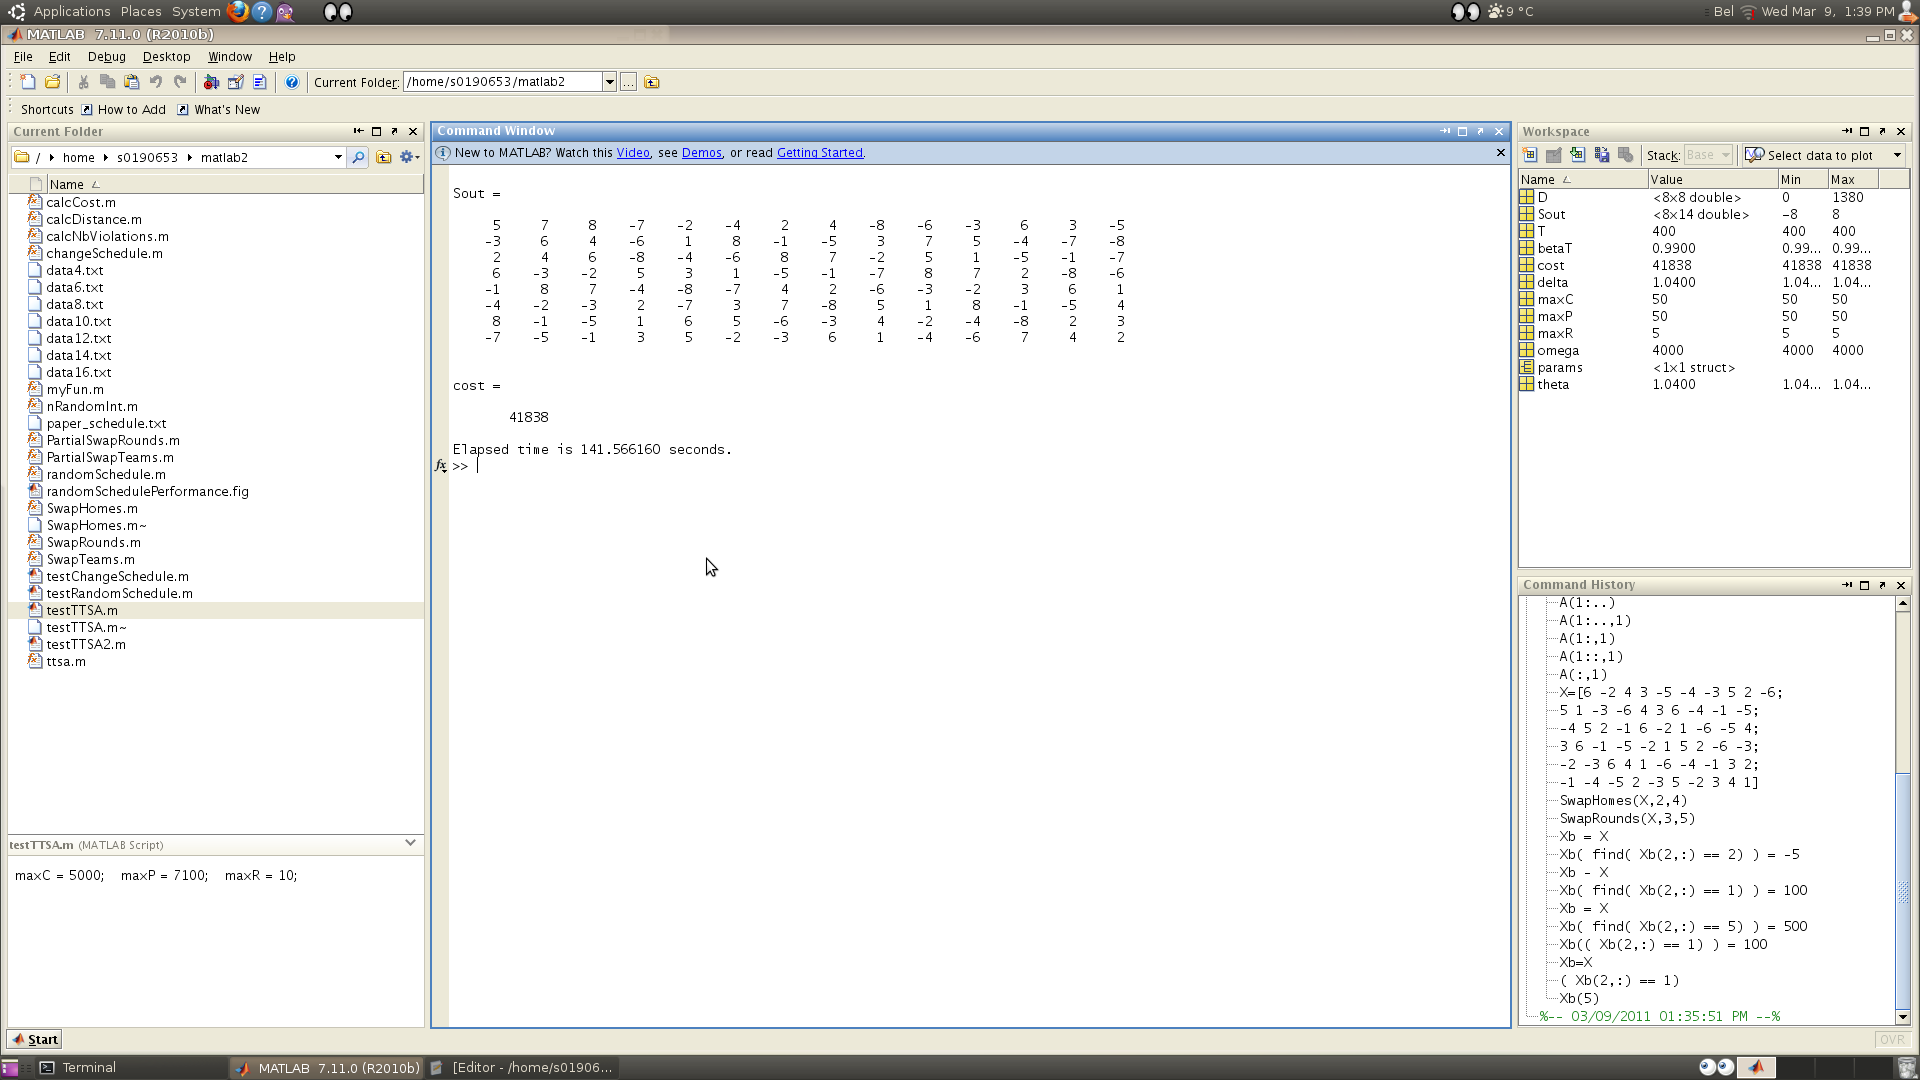 Applications Places System
9 °C
Bel Wed Mar 9, 1:39 PM
MATLAB 7.11.0 (R2010b)
File Edit Debug Desktop Window Help
Current Folder: /home/s0190653/matlab2 ...
Shortcuts How to Add What's New
Current Folder
/ home s0190653 matlab2
Name
calcCost.m
calcDistance.m
calcNbViolations.m
changeSchedule.m
data4.txt
data6.txt
data8.txt
data10.txt
data12.txt
data14.txt
data16.txt
myFun.m
nRandomInt.m
paper_schedule.txt
PartialSwapRounds.m
PartialSwapTeams.m
randomSchedule.m
randomSchedulePerformance.fig
SwapHomes.m
SwapHomes.m~
SwapRounds.m
SwapTeams.m
testChangeSchedule.m
testRandomSchedule.m
testTTSA.m
testTTSA.m~
testTTSA2.m
ttsa.m
testTTSA.m (MATLAB Script)
maxC = 5000; maxP = 7100; maxR = 10;
Start
Command Window
New to MATLAB? Watch this Video, see Demos, or read Getting Started.
Sout =
5 7 8 -7 -2 -4 2 4 -8 -6 -3 6 3 -5
-3 6 4 -6 1 8 -1 -5 3 7 5 -4 -7 -8
2 4 6 -8 -4 -6 8 7 -2 5 1 -5 -1 -7
6 -3 -2 5 3 1 -5 -1 -7 8 7 2 -8 -6
-1 8 7 -4 -8 -7 4 2 -6 -3 -2 3 6 1
-4 -2 -3 2 -7 3 7 -8 5 1 8 -1 -5 4
8 -1 -5 1 6 5 -6 -3 4 -2 -4 -8 2 3
-7 -5 -1 3 5 -2 -3 6 1 -4 -6 7 4 2
cost =
41838
Elapsed time is 141.566160 seconds.
fx >>
Workspace
Stack: Base Select data to plot
Name Value Min Max
D <8x8 double> 0 1380
Sout <8x14 double> -8 8
T 400 400 400
betaT 0.9900 0.99... 0.99...
cost 41838 41838 41838
delta 1.0400 1.04... 1.04...
maxC 50 50 50
maxP 50 50 50
maxR 5 5 5
omega 4000 4000 4000
params <1x1 struct>
theta 1.0400 1.04... 1.04...
Command History
A(1:..)
A(1:..,1)
A(1:,1)
A(1::,1)
A(:,1)
X=[6 -2 4 3 -5 -4 -3 5 2 -6;
5 1 -3 -6 4 3 6 -4 -1 -5;
-4 5 2 -1 6 -2 1 -6 -5 4;
3 6 -1 -5 -2 1 5 2 -6 -3;
-2 -3 6 4 1 -6 -4 -1 3 2;
-1 -4 -5 2 -3 5 -2 3 4 1]
SwapHomes(X,2,4)
SwapRounds(X,3,5)
Xb = X
Xb( find( Xb(2,:) == 2) ) = -5
Xb - X
Xb( find( Xb(2,:) == 1) ) = 100
Xb = X
Xb( find( Xb(2,:) == 5) ) = 500
Xb(( Xb(2,:) == 1) ) = 100
Xb=X
( Xb(2,:) == 1)
Xb(5)
%-- 03/09/2011 01:35:51 PM --%
OVR
Terminal
MATLAB 7.11.0 (R2010b)
[Editor - /home/s01906...